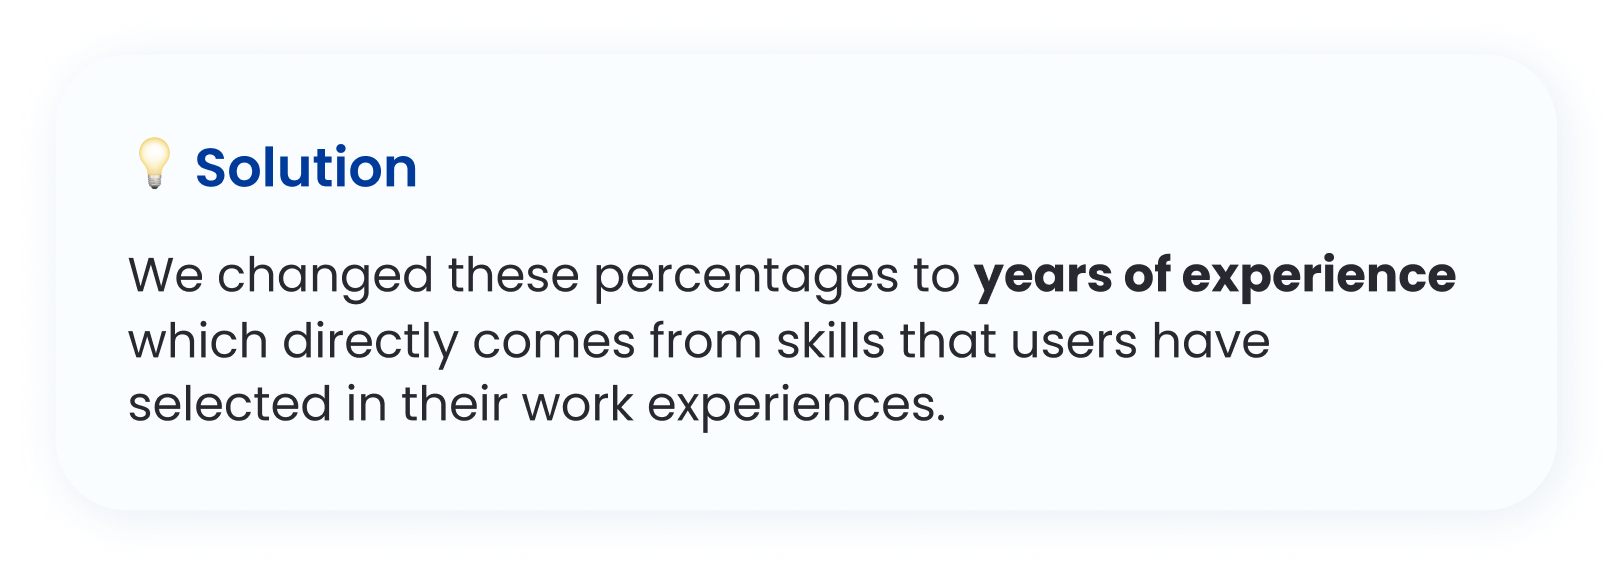 💡 Solution
We changed these percentages to years of experience
which directly comes from skills that users have
selected in their work experiences.